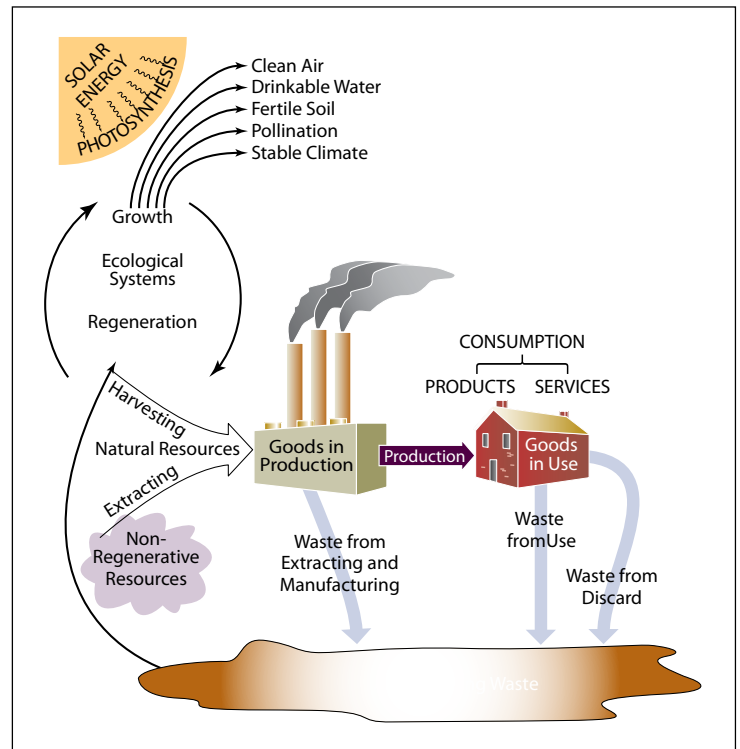 SOLAR
ENERGY
PHOTOSYNTHESIS
Clean Air
Drinkable Water
Fertile Soil
Pollination
Stable Climate
Growth
Ecological
Systems
Regeneration
CONSUMPTION
PRODUCTS SERVICES
Harvesting
Natural Resources
Extracting
Goods in
Production
Production
Goods
in Use
Non-
Regenerative
Resources
Waste from
Extracting and
Manufacturing
Waste
fromUse
Waste from
Discard
Waste